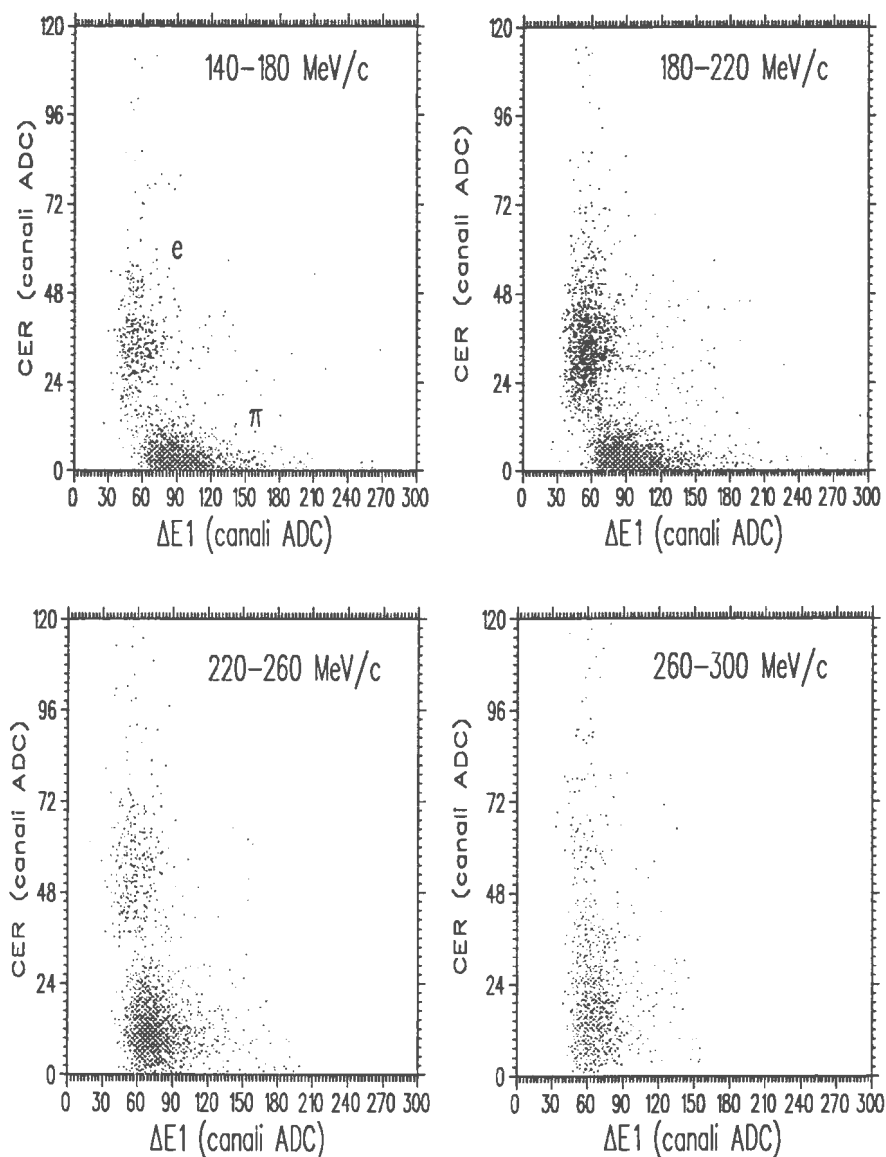 120
96
72
48
24
0
CER (canali ADC)
140-180 MeV/c
e
π
0 30 60 90 120 150 180 210 240 270 300
ΔE1 (canali ADC)
120
96
72
48
24
0
CER (canali ADC)
180-220 MeV/c
0 30 60 90 120 150 180 210 240 270 300
ΔE1 (canali ADC)
120
96
72
48
24
0
CER (canali ADC)
220-260 MeV/c
0 30 60 90 120 150 180 210 240 270 300
ΔE1 (canali ADC)
120
96
72
48
24
0
CER (canali ADC)
260-300 MeV/c
0 30 60 90 120 150 180 210 240 270 300
ΔE1 (canali ADC)